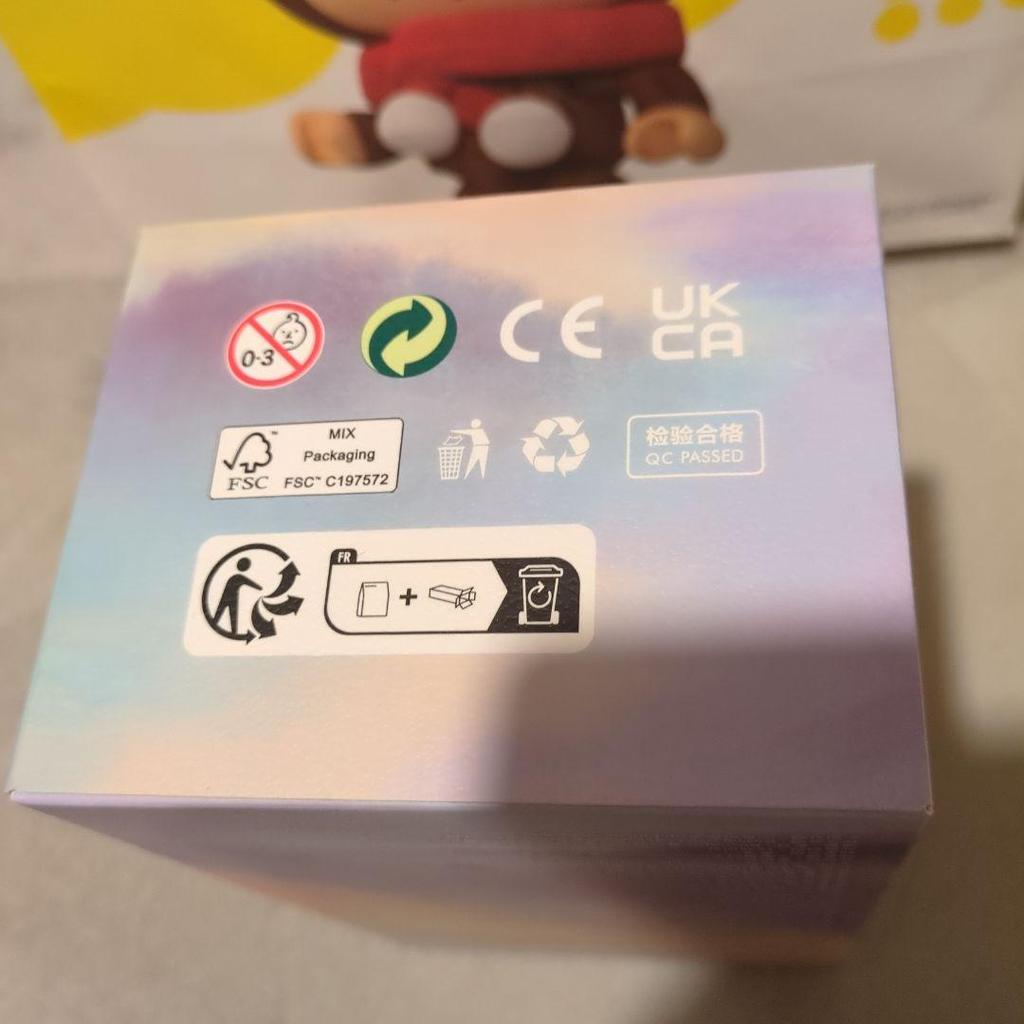 0-3
CE
UK
CA
MIX
Packaging
FSC™ C197572
FSC
检验合格
QC PASSED
FR